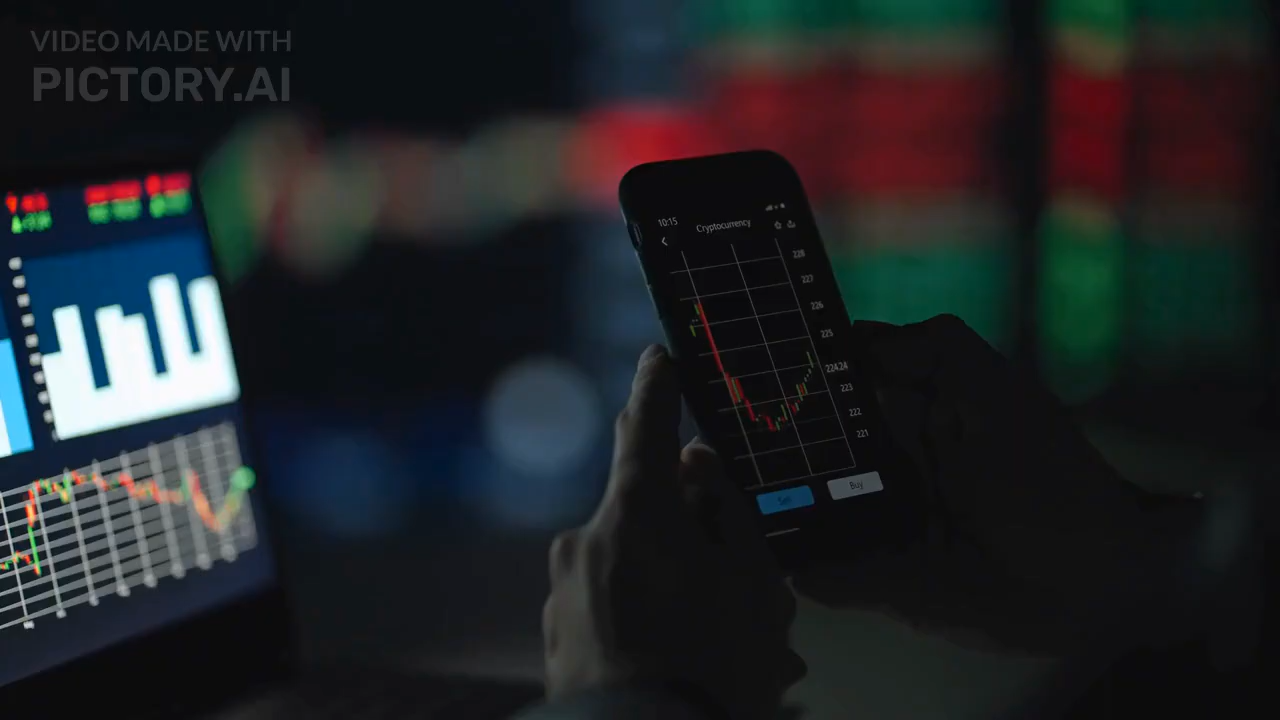 VIDEO MADE WITH
PICTORY.AI
10:15
Cryptocurrency
228
227
226
225
224.24
223
222
221
Sell
Buy